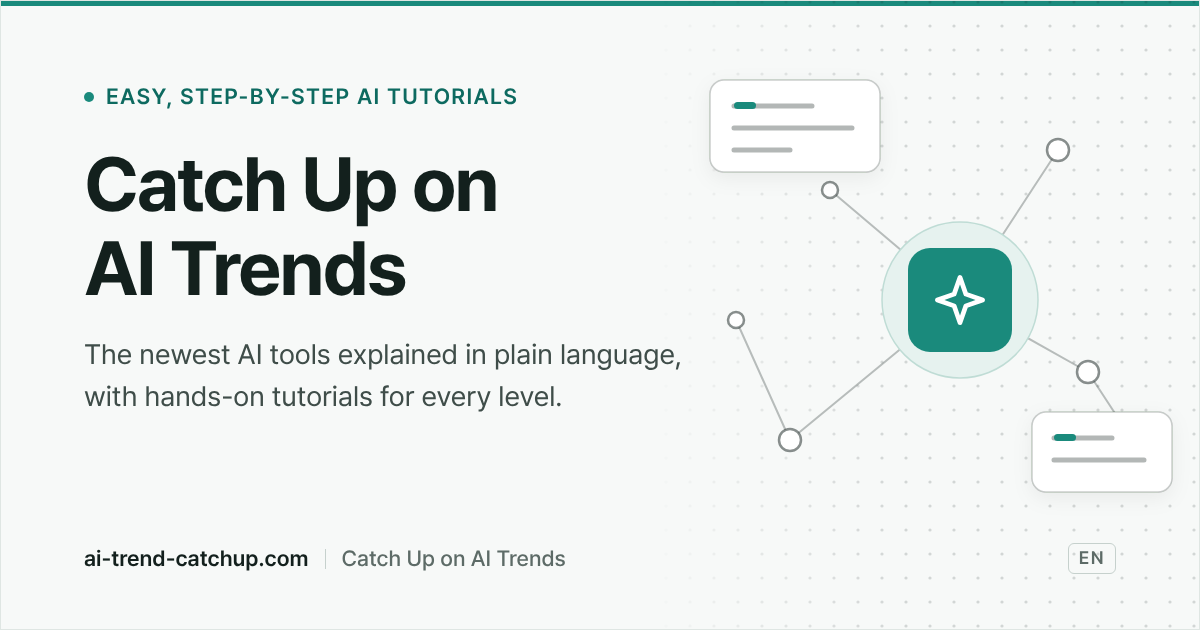 EASY, STEP-BY-STEP AI TUTORIALS
Catch Up on
AI Trends
The newest AI tools explained in plain language,
with hands-on tutorials for every level.
ai-trend-catchup.com
Catch Up on AI Trends
EN